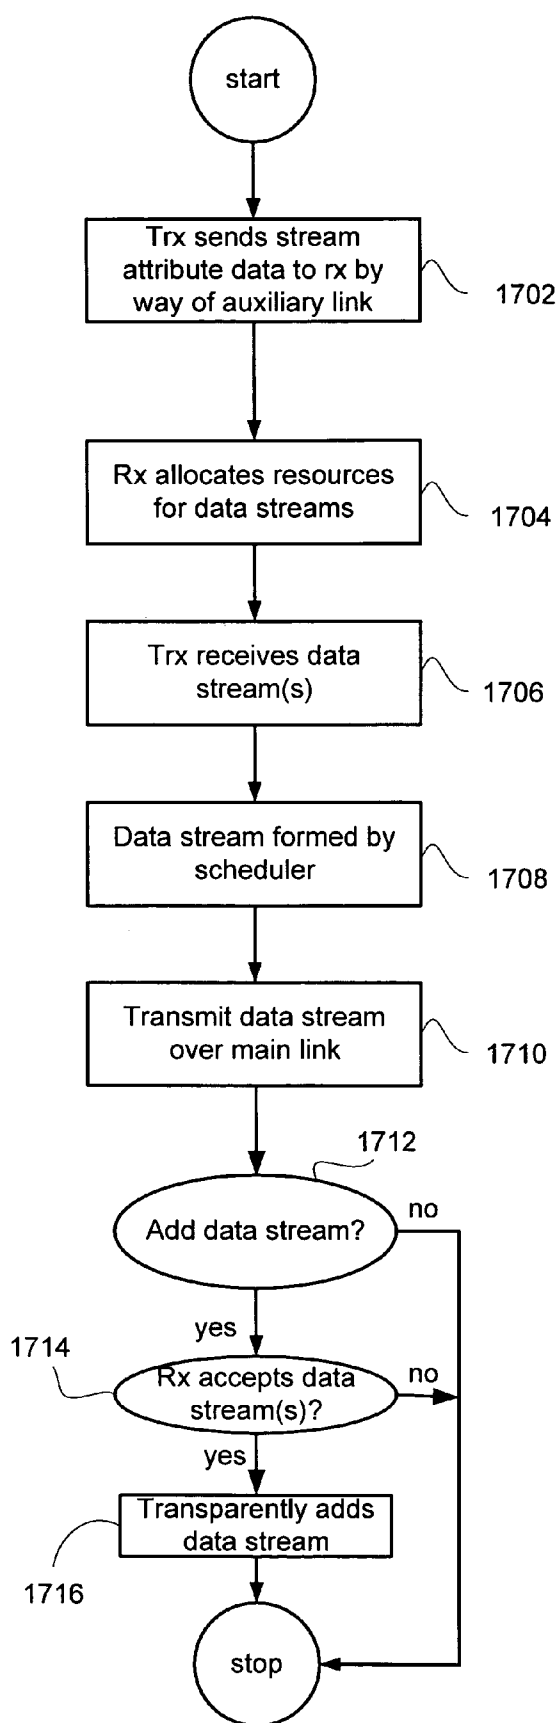 start
Trx sends stream
attribute data to rx by
way of auxiliary link
1702
Rx allocates resources
for data streams
1704
Trx receives data
stream(s)
1706
Data stream formed by
scheduler
1708
Transmit data stream
over main link
1710
1712
Add data stream?
no
yes
1714
Rx accepts data
stream(s)?
no
yes
Transparently adds
data stream
1716
stop